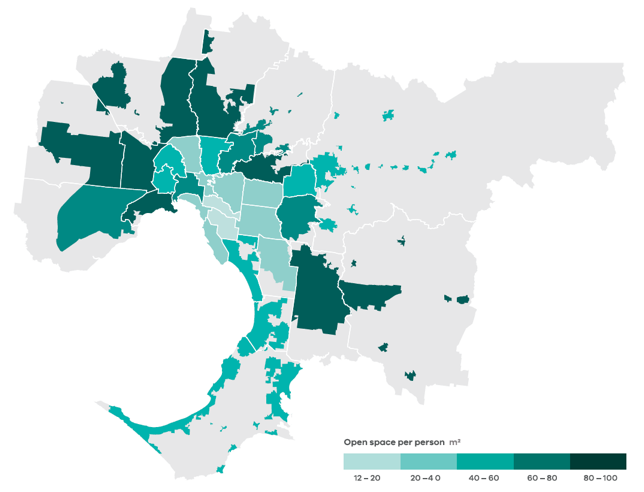 Open space per person m²
12 – 20 20 – 4 0 40 – 60 60 – 80 80 – 100